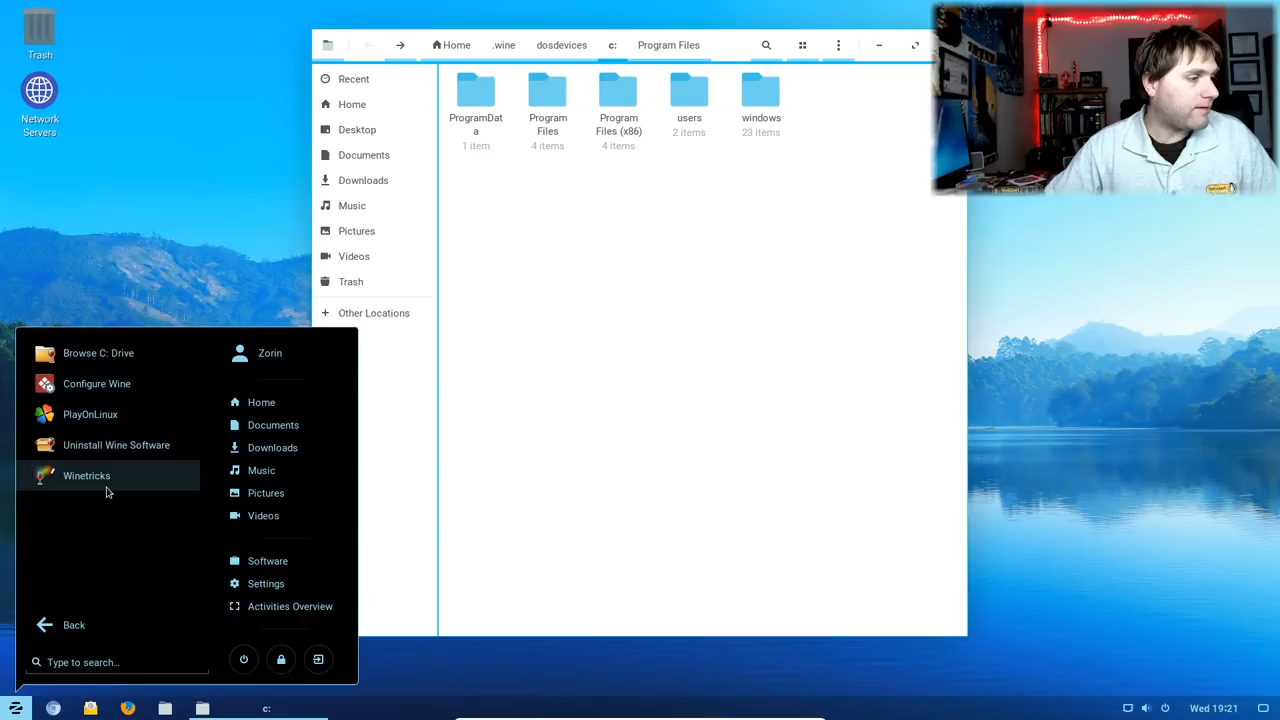 Trash
Network
Servers
Home
.wine
dosdevices
c:
Program Files
Recent
Home
Desktop
Documents
Downloads
Music
Pictures
Videos
Trash
Other Locations
ProgramDat
a
1 item
Program
Files
4 items
Program
Files (x86)
4 items
users
2 items
windows
23 items
Browse C: Drive
Configure Wine
PlayOnLinux
Uninstall Wine Software
Winetricks
Back
Type to search...
Zorin
Home
Documents
Downloads
Music
Pictures
Videos
Software
Settings
Activities Overview
c:
Wed 19:21